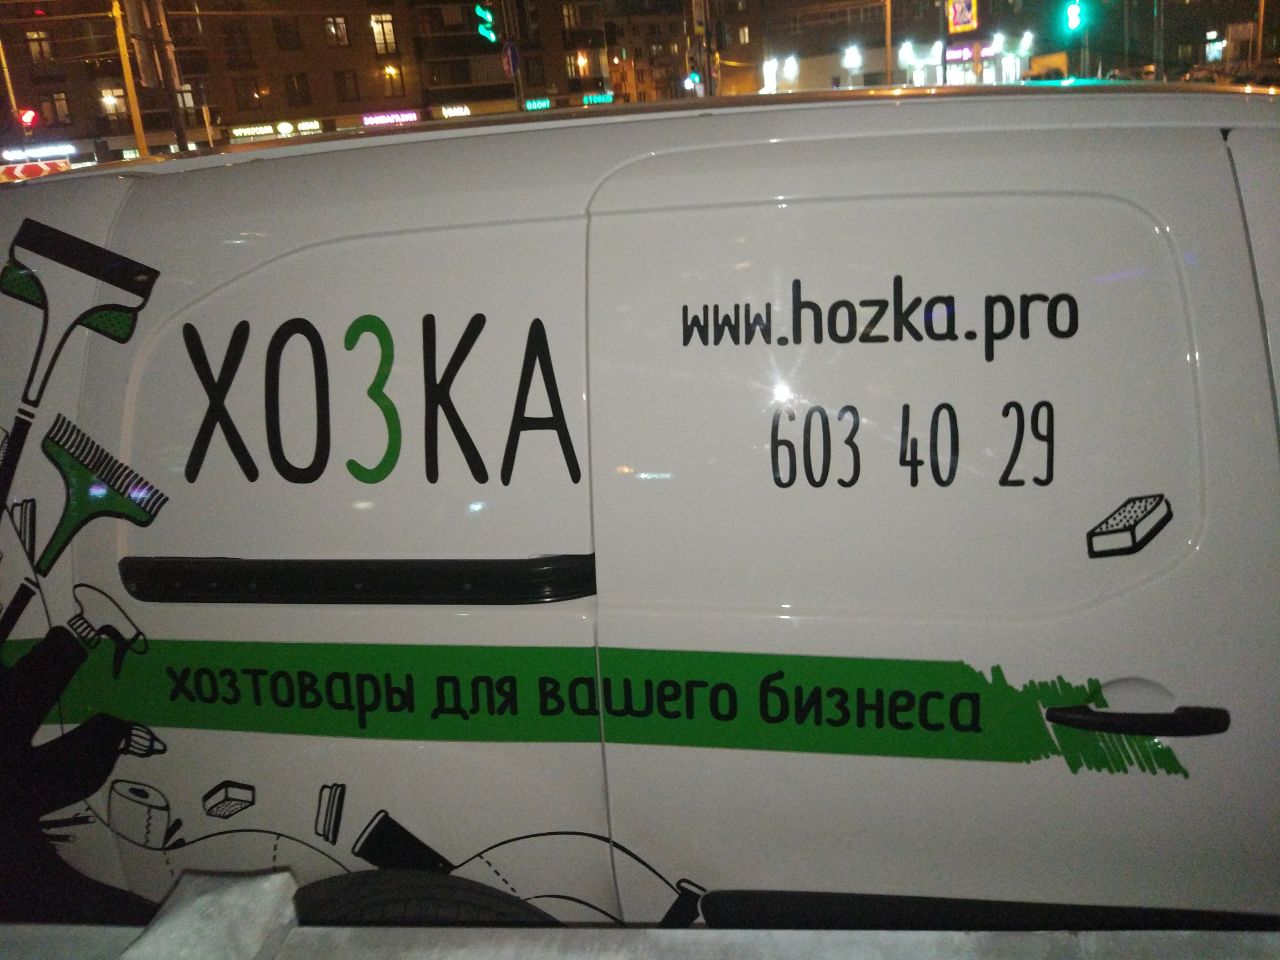 ХОЗКА
www.hozka.pro
603 40 29
хозтовары для вашего бизнеса